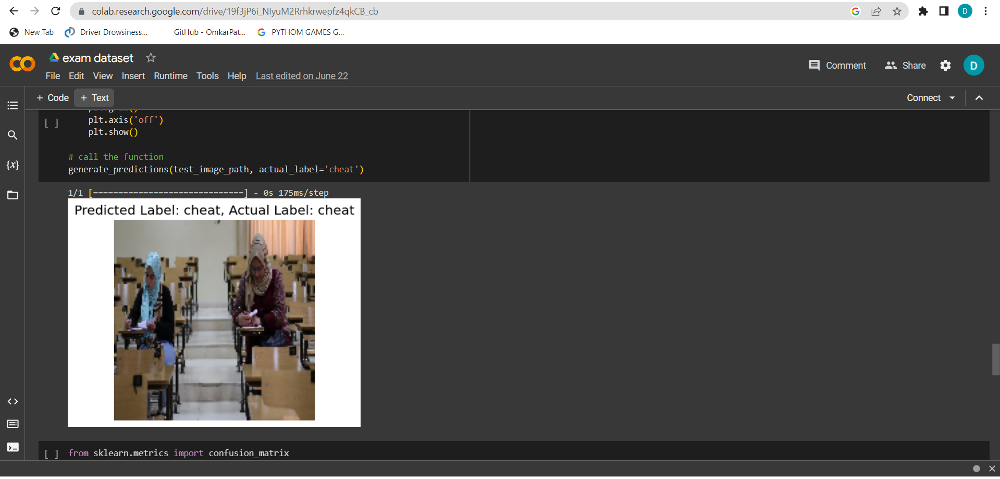 colab.research.google.com/drive/19f3jP6i_NIyuM2Rrhkrwepfz4qkCB_cb
D
New Tab
Driver Drowsiness...
GitHub - OmkarPat...
PYTHOM GAMES G...
exam dataset
Comment
Share
D
File Edit View Insert Runtime Tools Help Last edited on June 22
+ Code + Text
Connect
[ ] plt.axis('off')
plt.show()
{x}
# call the function
generate_predictions(test_image_path, actual_label='cheat')
1/1 [==============================] - 0s 175ms/step
Predicted Label: cheat, Actual Label: cheat
[ ] from sklearn.metrics import confusion_matrix